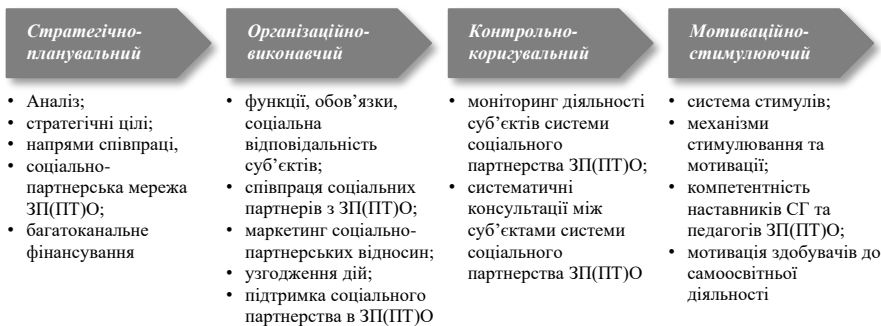 Стратегічно-
планувальний
• Аналіз;
• стратегічні цілі;
• напрями співпраці,
• соціально-
партнерська мережа
ЗП(ПТ)О;
• багатоканальне
фінансування
Організаційно-
виконавчий
• функції, обов’язки,
соціальна
відповідальність
суб’єктів;
• співпраця соціальних
партнерів з ЗП(ПТ)О;
• маркетинг соціально-
партнерських відносин;
• узгодження дій;
• підтримка соціального
партнерства в ЗП(ПТ)О
Контрольно-
коригувальний
• моніторинг діяльності
суб’єктів системи
соціального
партнерства ЗП(ПТ)О;
• систематичні
консультації між
суб’єктами системи
соціального
партнерства ЗП(ПТ)О
Мотиваційно-
стимулюючий
• система стимулів;
• механізми
стимулювання та
мотивації;
• компетентність
наставників СГ та
педагогів ЗП(ПТ)О;
• мотивація здобувачів до
самоосвітньої
діяльності